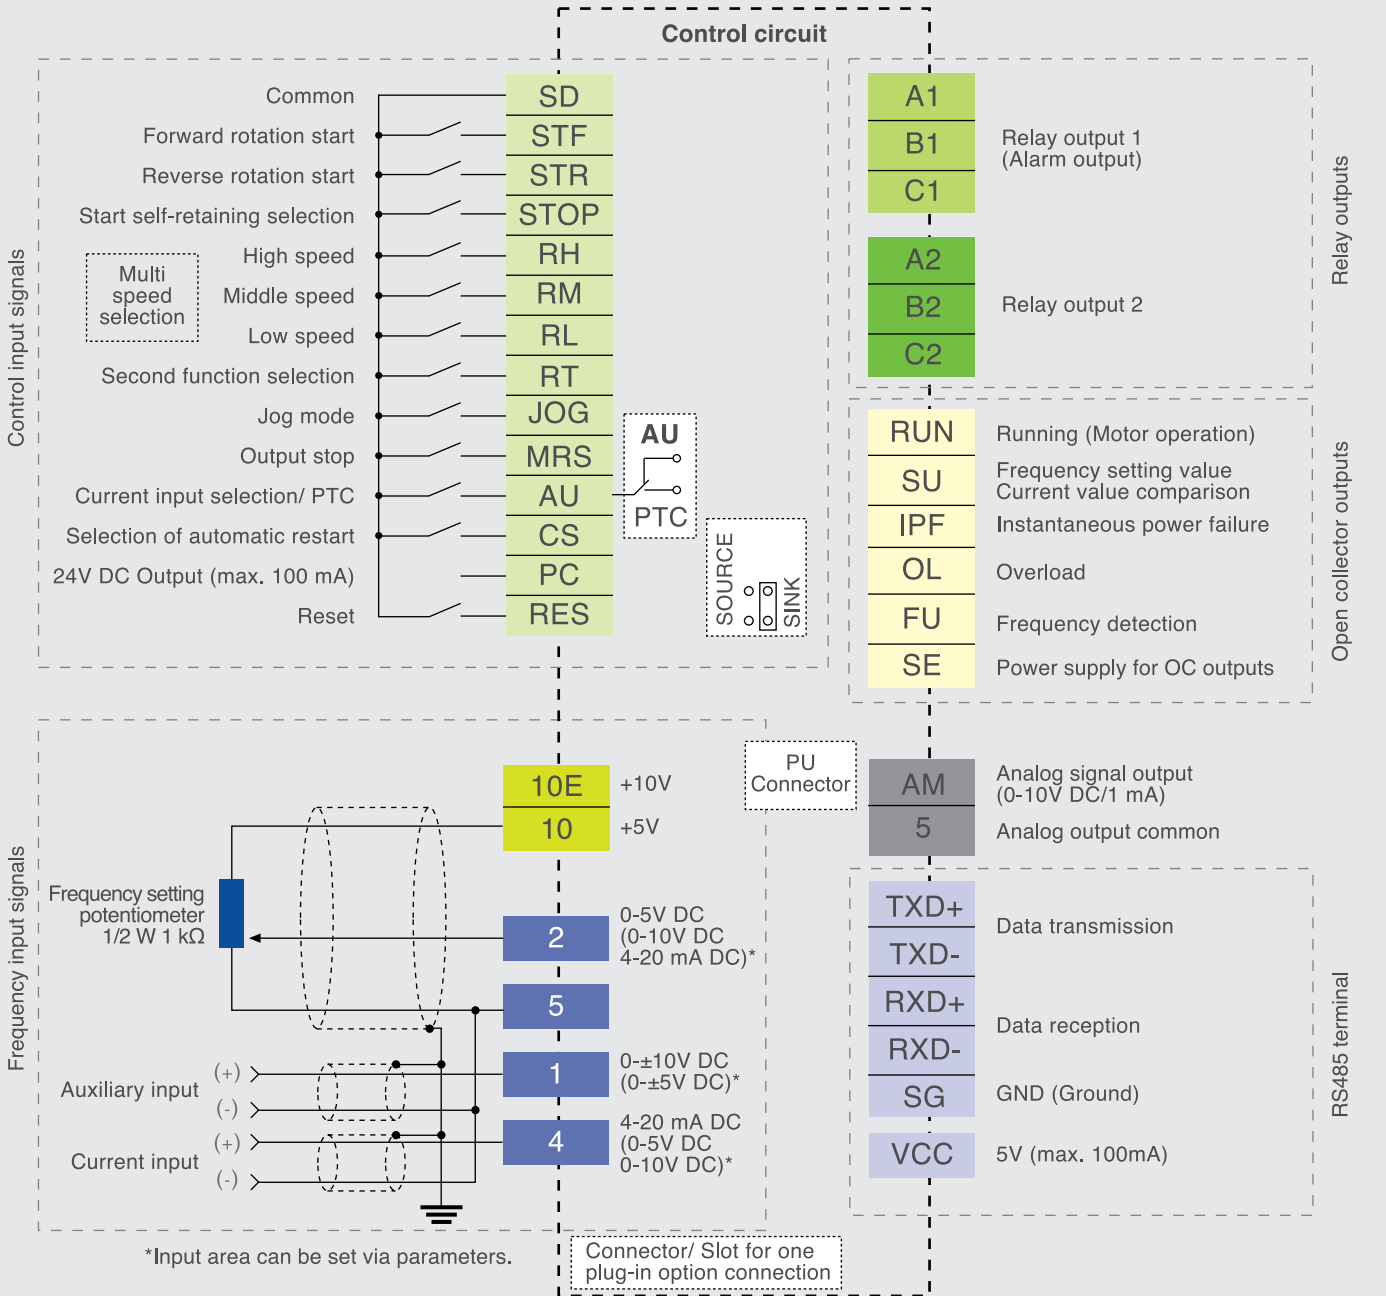 Control circuit
Control input signals
Common
SD
Forward rotation start
STF
Reverse rotation start
STR
Start self-retaining selection
STOP
High speed
RH
Multi
speed
selection
Middle speed
RM
Low speed
RL
Second function selection
RT
Jog mode
JOG
Output stop
MRS
Current input selection/ PTC
AU
Selection of automatic restart
CS
24V DC Output (max. 100 mA)
PC
Reset
RES
AU
PTC
SOURCE
SINK
A1
B1
C1
Relay output 1
(Alarm output)
A2
B2
C2
Relay output 2
Relay outputs
RUN
Running (Motor operation)
SU
Frequency setting value
Current value comparison
IPF
Instantaneous power failure
OL
Overload
FU
Frequency detection
SE
Power supply for OC outputs
Open collector outputs
Frequency input signals
10E
+10V
10
+5V
Frequency setting
potentiometer
1/2 W 1 kΩ
2
0-5V DC
(0-10V DC
4-20 mA DC)*
5
Auxiliary input
(+)
(-)
1
0-±10V DC
(0-±5V DC)*
Current input
(+)
(-)
4
4-20 mA DC
(0-5V DC
0-10V DC)*
*Input area can be set via parameters.
PU
Connector
AM
Analog signal output
(0-10V DC/1 mA)
5
Analog output common
TXD+
TXD-
Data transmission
RXD+
RXD-
Data reception
SG
GND (Ground)
VCC
5V (max. 100mA)
RS485 terminal
Connector/ Slot for one
plug-in option connection